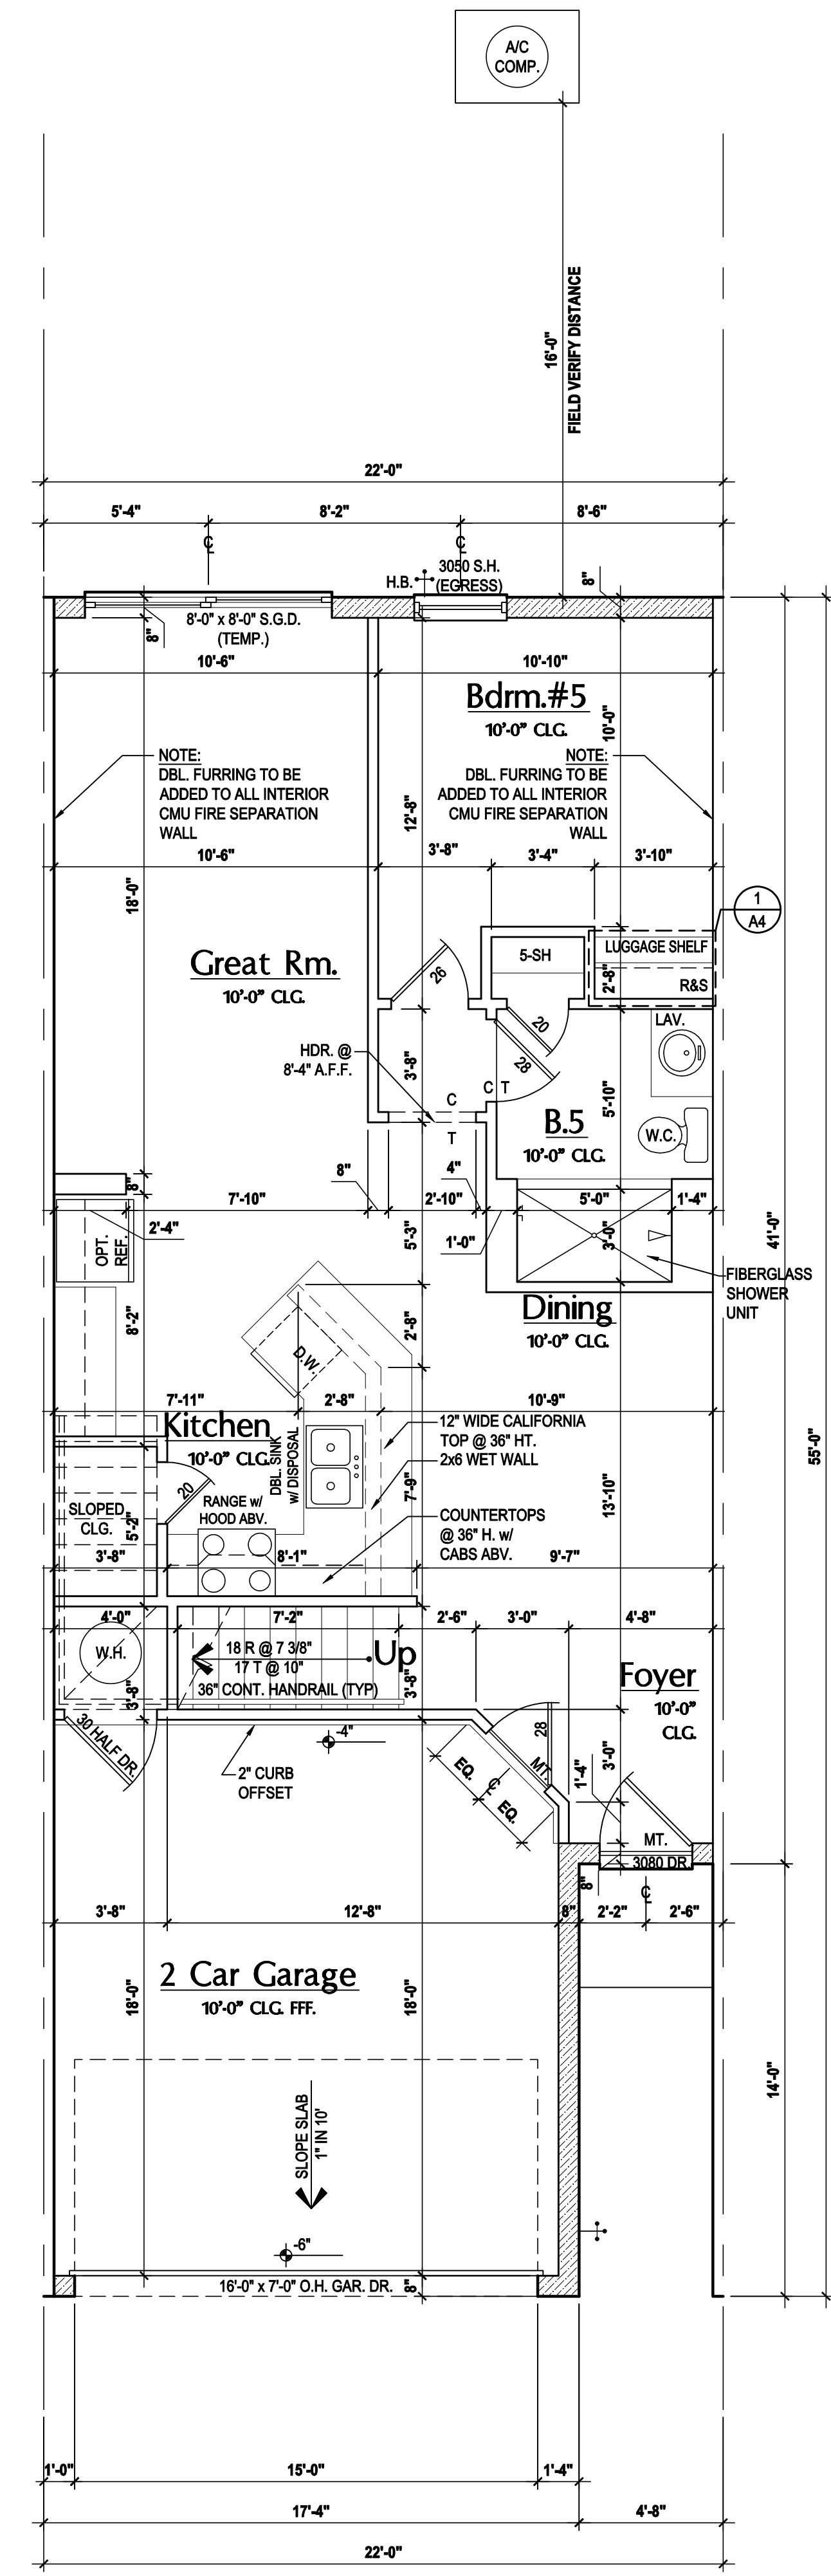 A/C
COMP.
16'-0"
FIELD VERIFY DISTANCE
22'-0"
5'-4"
8'-2"
8'-6"
H.B.
3050 S.H.
(EGRESS)
8"
8'-0" x 8'-0" S.G.D.
(TEMP.)
8"
10'-6"
10'-10"
Bdrm.#5
10'-0" CLG.
10'-0"
NOTE:
DBL. FURRING TO BE
ADDED TO ALL INTERIOR
CMU FIRE SEPARATION
WALL
NOTE:
DBL. FURRING TO BE
ADDED TO ALL INTERIOR
CMU FIRE SEPARATION
WALL
12'-8"
10'-6"
3'-8"
3'-4"
3'-10"
18'-0"
1
A4
5-SH
LUGGAGE SHELF
2'-8"
R&S
Great Rm.
10'-0" CLG.
26
20
28
LAV.
HDR. @
8'-4" A.F.F.
3'-8"
C
T
C T
5'-10"
B.5
10'-0" CLG.
W.C.
8"
7'-10"
8"
2'-10"
4"
1'-0"
5'-0"
1'-4"
2'-4"
OPT.
REF.
5'-3"
3'-0"
41'-0"
FIBERGLASS
SHOWER
UNIT
Dining
10'-0" CLG.
8'-2"
2'-8"
D.W.
7'-11"
2'-8"
10'-9"
Kitchen
10'-0" CLG.
DBL. SINK
w/ DISPOSAL
12" WIDE CALIFORNIA
TOP @ 36" HT.
2x6 WET WALL
55'-0"
7'-9"
13'-10"
20
SLOPED
CLG.
5'-2"
RANGE w/
HOOD ABV.
COUNTERTOPS
@ 36" H. w/
CABS ABV.
3'-8"
8'-1"
9'-7"
4'-0"
7'-2"
2'-6"
3'-0"
4'-8"
W.H.
18 R @ 7 3/8"
17 T @ 10"
Up
36" CONT. HANDRAIL (TYP)
3'-8"
3'-8"
Foyer
10'-0"
CLG.
30 HALF DR.
-4"
28
MT.
2" CURB
OFFSET
EQ.
EQ.
1'-4"
3'-0"
MT.
3080 DR.
8"
3'-8"
12'-8"
8"
2'-2"
2'-6"
2 Car Garage
10'-0" CLG. FFF.
18'-0"
18'-0"
14'-0"
SLOPE SLAB
1" IN 10'
-6"
16'-0" x 7'-0" O.H. GAR. DR.
8"
1'-0"
15'-0"
1'-4"
17'-4"
4'-8"
22'-0"